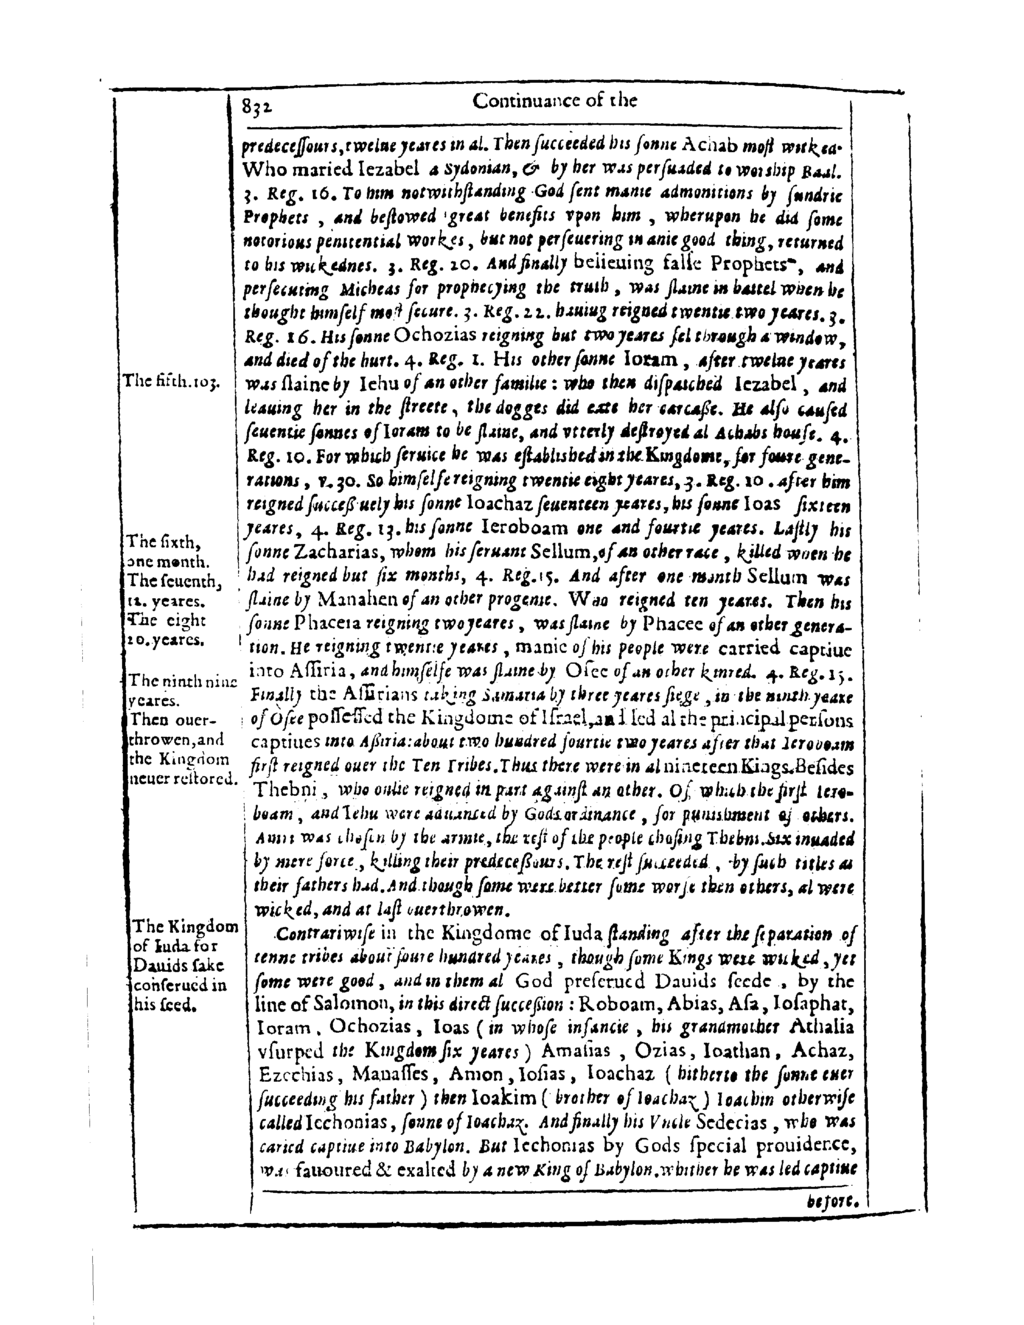 832
Continuance of the
predecessours, twelue yeares in al. Then succeeded his sonne Achab most wicked.
Who maried Iezabel a Sydonian, & by her was persuaded to worship Baal.
3. Reg. 16. To him notwithstanding God sent manie admonitions by sundrie
Prophets, and bestowed great benefits vpon him, wherupon he did some
notorious penitential workes, but not perseuering in anie good thing, returned
to his wickednes. 3. Reg. 20. And finally belieuing false Prophets, and
persecuting Micheas for prophecying the truth, was slaine in battel when he
thought himself most secure. 3. Reg. 22. hauing reigned twentie two yeares. 3.
Reg. 16. His sonne Ochozias reigning but two yeares fel through a window,
and died of the hurt. 4. Reg. 1. His other sonne Ioram, after twelue yeares
The fifth. 103.
was slaine by Iehu of an other familie: who then dispatched Iezabel, and
leauing her in the streete, the dogges did eate her carcasse. He also caused
seuentie sonnes of Ioram to be slaine, and vtterly destroyed al Achabs house. 4.
Reg. 10. For which seruice he was established in the Kingdome, for foure gene-
rations, v. 30. So himselfe reigning twentie eight yeares, 3. Reg. 10. after him
reigned successiuely his sonne Ioachaz seuenteen yeares, his sonne Ioas sixteen
yeares, 4. Reg. 13. his sonne Ieroboam one and fourtie yeares. Lastly his
The sixth,
one month.
sonne Zacharias, whom his seruant Sellum, of an other race, killed when he
The seuenth,
had reigned but six months, 4. Reg. 15. And after one month Sellum was
12. yeares.
slaine by Manahen of an other progenie. Who reigned ten yeares. Then his
The eight
sonne Phaceia reigning two yeares, was slaine by Phacee of an other genera-
20. yeares.
tion. He reigning twentie yeares, manie of his people were carried captiue
into Assiria, and himselfe was slaine by Osee of an other kinred. 4. Reg. 15.
The ninth nine
yeares.
Finally the Assirians taking Samaria by three yeares siege, in the ninth yeare
Then ouer-
of Osee possessed the Kingdome of Israel, and led al the principal persons
throwen, and
captiues into Assiria: about two hundred fourtie two yeares after that Ieroboam
the Kingdom
first reigned ouer the Ten Tribes. Thus there were in al nineteen Kings. Besides
neuer restored.
Thebni, who onlie reigned in part against an other. Of which the first Iero-
boam, and Iehu were aduanced by Gods ordinance, for punishment of others.
Amri was chosen by the armie, the rest of the people chosing Thebni. Six inuaded
by mere force, killing their predecessours. The rest succeeded, by such titles as
their fathers had. And though some were better some worse then others, al were
wicked, and at last ouerthrowen.
The Kingdom
of Iuda for
Dauids sake
conserued in
his seed.
Contrariwise in the Kingdome of Iuda standing after the separation of
tenne tribes about foure hundred yeares, though some Kings were wicked, yet
some were good, and in them al God preserued Dauids seede, by the
line of Salomon, in this direct succession: Roboam, Abias, Asa, Iosaphat,
Ioram, Ochozias, Ioas (in whose infancie, his grandmother Athalia
vsurped the Kingdom six yeares) Amasias, Ozias, Ioathan, Achaz,
Ezechias, Manasses, Amon, Iosias, Ioachaz (hitherto the sonne euer
succeeding his father) then Ioakim (brother of Ioachaz) Ioachin otherwise
called Iechonias, sonne of Ioachaz. And finally his Vncle Sedecias, who was
caried captiue into Babylon. But Iechonias by Gods special prouidence,
was fauoured & exalted by a new King of Babylon, whither he was led captiue
before.